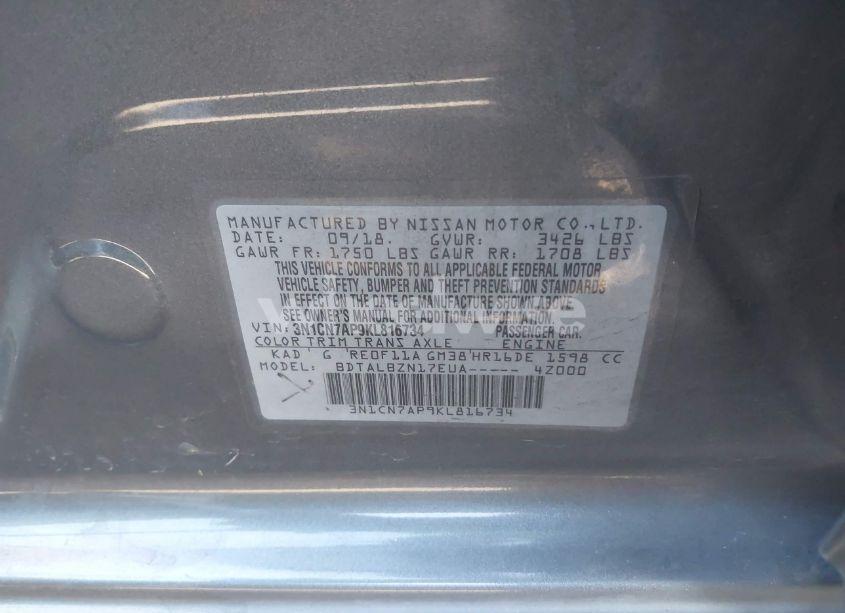 MANUFACTURED BY NISSAN MOTOR CO., LTD.
DATE: 09/18. GVWR: 3426 LBS
GAWR FR: 1750 LBS GAWR RR: 1708 LBS
THIS VEHICLE CONFORMS TO ALL APPLICABLE FEDERAL MOTOR
VEHICLE SAFETY, BUMPER AND THEFT PREVENTION STANDARDS
IN EFFECT ON THE DATE OF MANUFACTURE SHOWN ABOVE.
SEE OWNER'S MANUAL FOR ADDITIONAL INFORMATION.
VIN: 3N1CN7AP9KL816734 PASSENGER CAR.
COLOR TRIM TRANS AXLE ENGINE
KAD G RE0F11A GM38 HR16DE 1598 CC
MODEL: BDTALBZN17EUA----- 4Z000
3N1CN7AP9KL816734